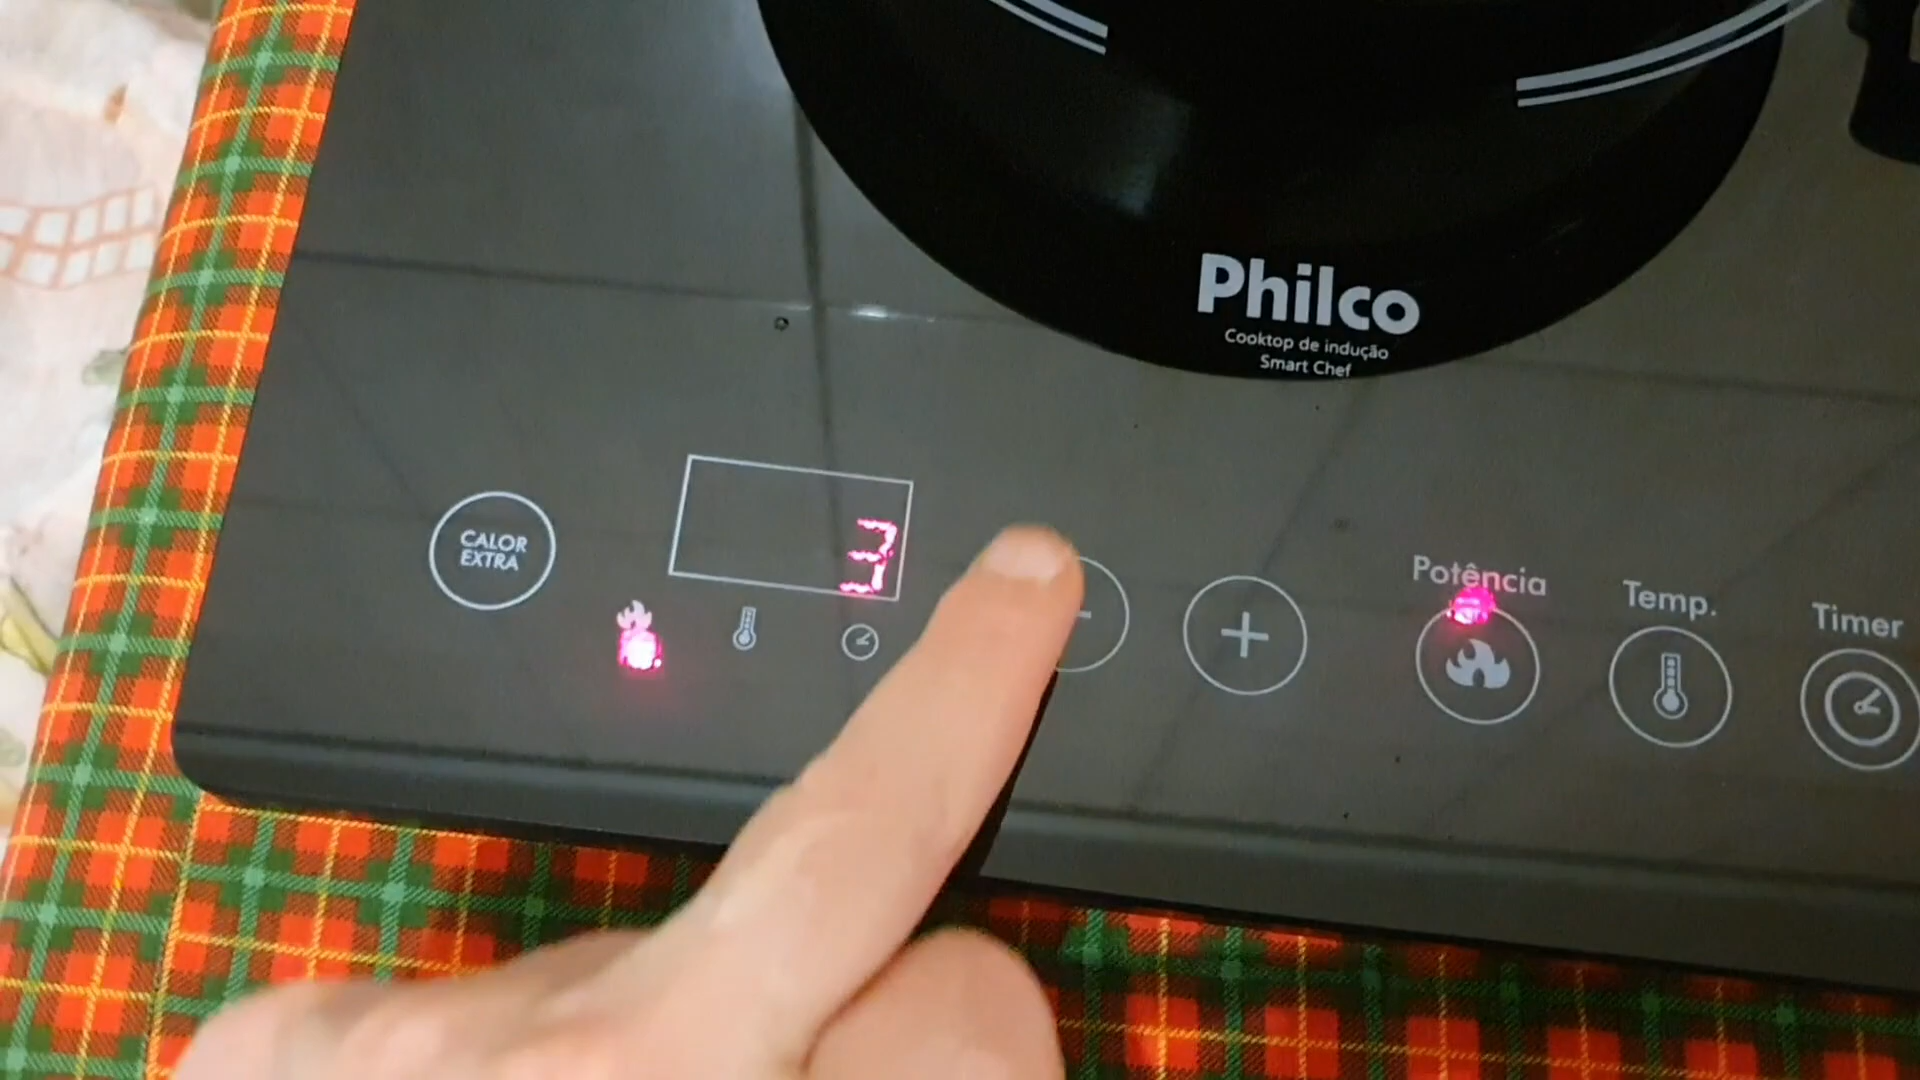 Philco
Cooktop de indução
Smart Chef
CALOR
EXTRA
3
Potência
Temp.
Timer